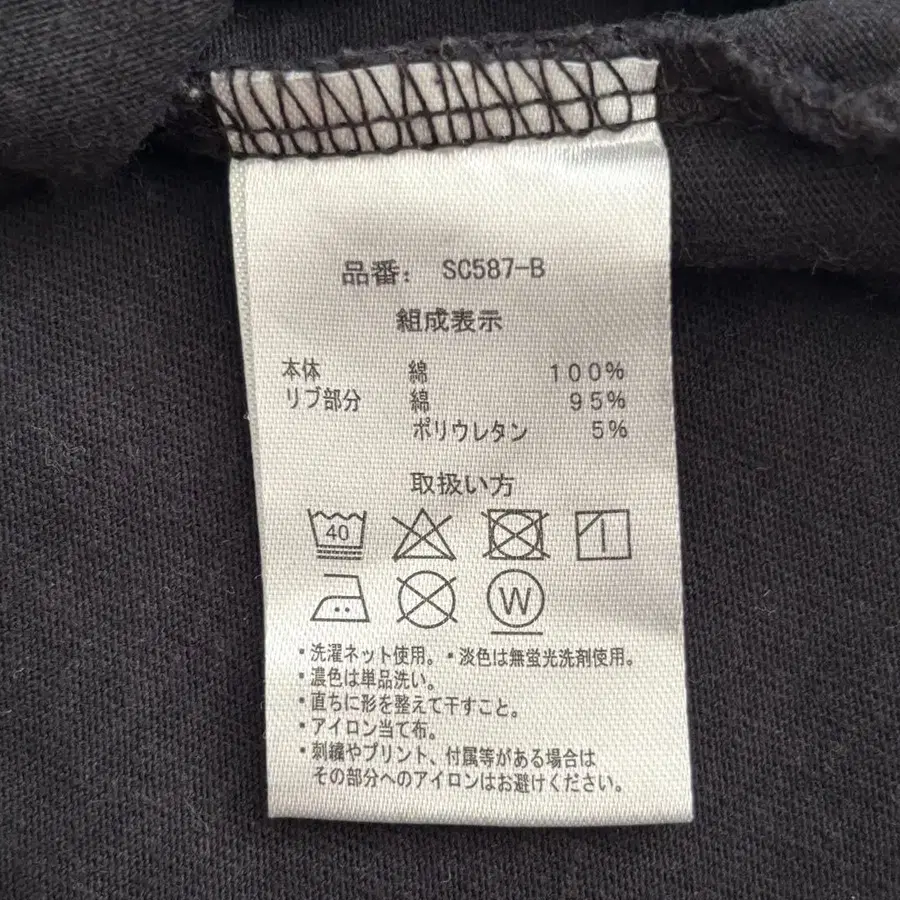 品番: SC587-B
組成表示
本体 綿 100%
リブ部分 綿 95%
ポリウレタン 5%
取扱い方
40
W
・洗濯ネット使用。・淡色は無蛍光洗剤使用。
・濃色は単品洗い。
・直ちに形を整えて干すこと。
・アイロン当て布。
・刺繍やプリント、付属等がある場合は
その部分へのアイロンはお避けください。